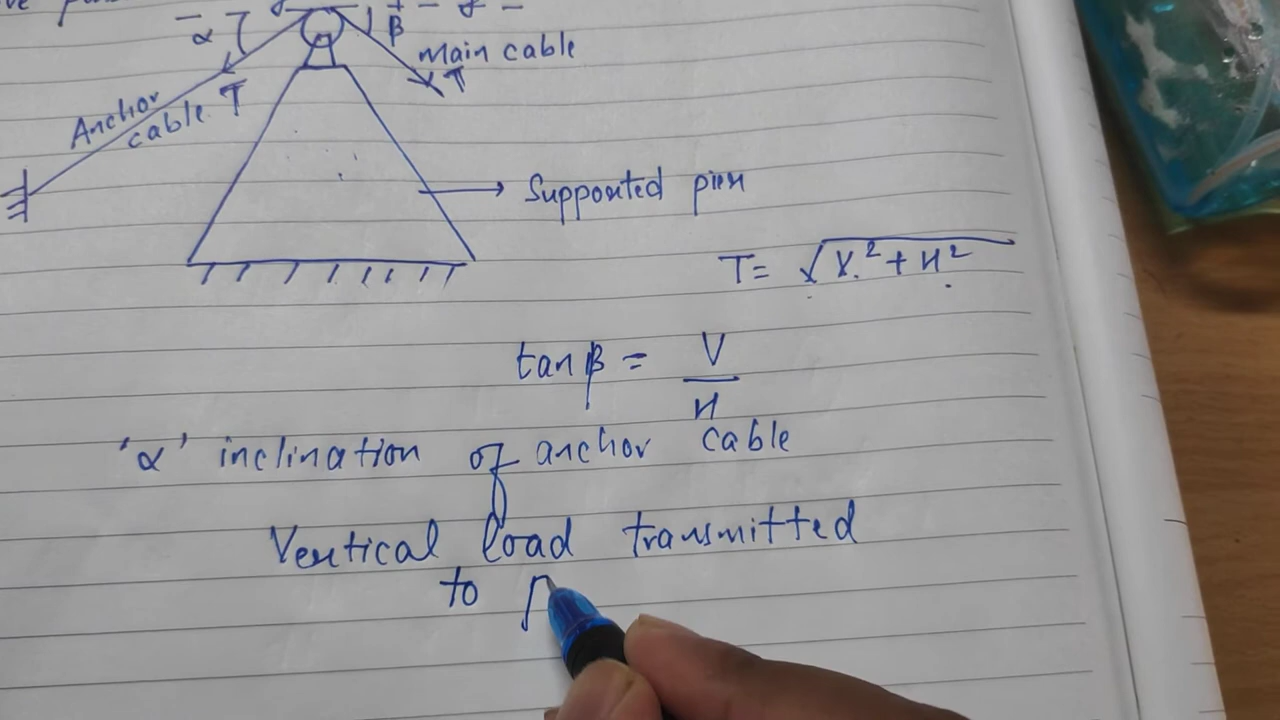 α β
main cable
T
Anchor
cable T
Supported pier
T = √V² + H²
tan β = V / H
'α' inclination of anchor cable
Vertical load transmitted
to